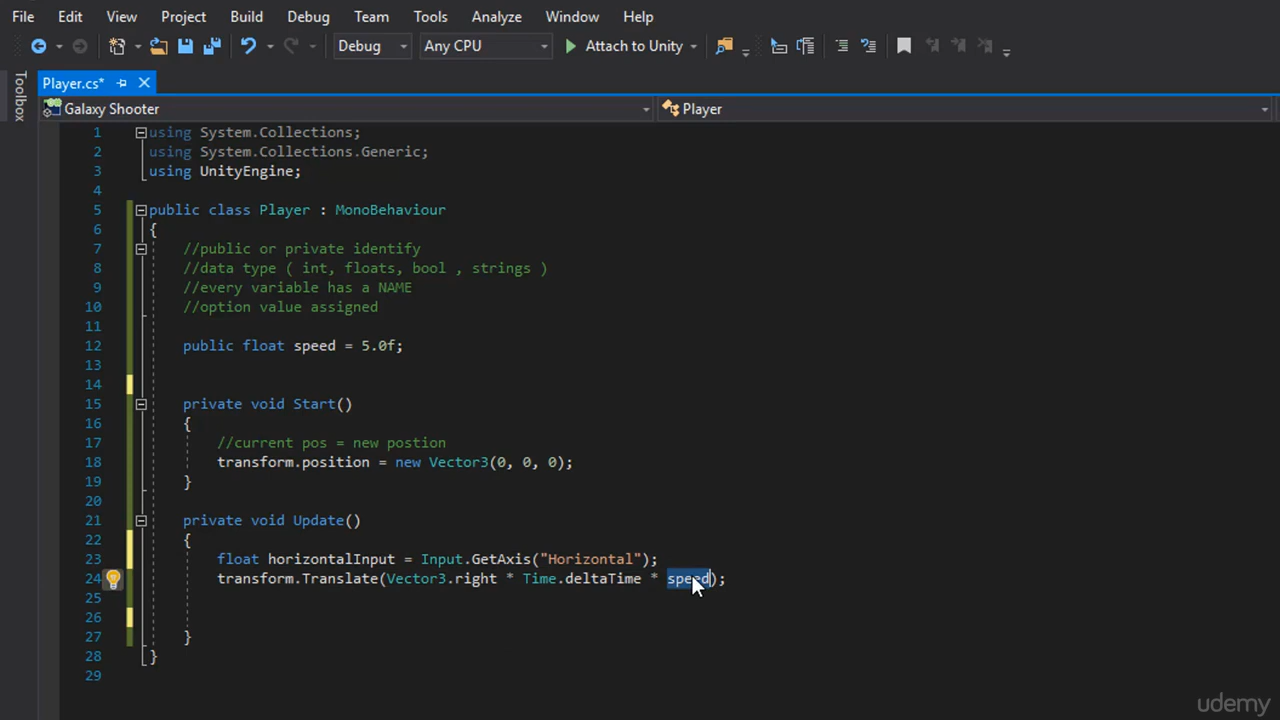 File Edit View Project Build Debug Team Tools Analyze Window Help
Debug Any CPU Attach to Unity
Toolbox
Player.cs*
Galaxy Shooter Player
1 using System.Collections;
2 using System.Collections.Generic;
3 using UnityEngine;
4
5 public class Player : MonoBehaviour
6 {
7 //public or private identify
8 //data type ( int, floats, bool , strings )
9 //every variable has a NAME
10 //option value assigned
11
12 public float speed = 5.0f;
13
14
15 private void Start()
16 {
17 //current pos = new postion
18 transform.position = new Vector3(0, 0, 0);
19 }
20
21 private void Update()
22 {
23 float horizontalInput = Input.GetAxis("Horizontal");
24 transform.Translate(Vector3.right * Time.deltaTime * speed);
25
26
27 }
28 }
29
udemy